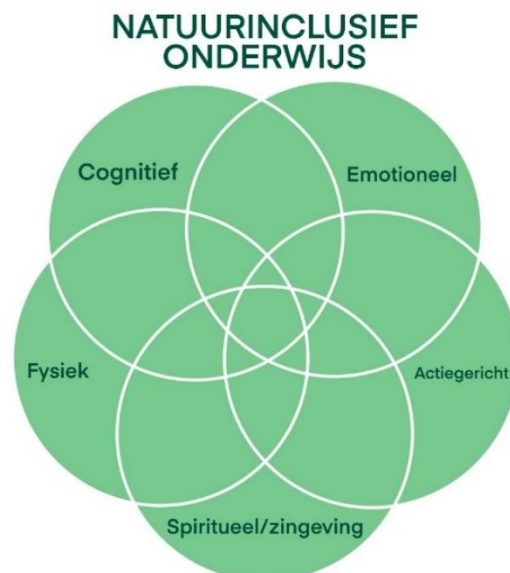 NATUURINCLUSIEF
ONDERWIJS
Cognitief
Emotioneel
Fysiek
Actiegericht
Spiritueel/zingeving